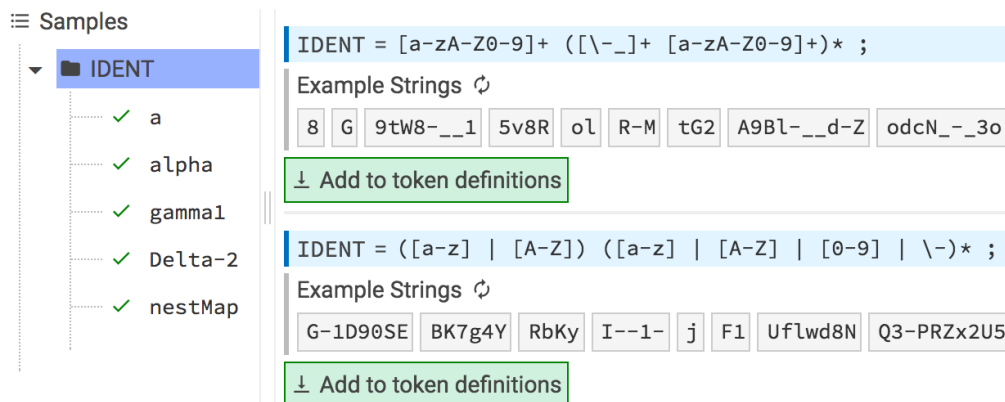 Samples
IDENT
a
alpha
gamma1
Delta-2
nestMap
IDENT = [a-zA-Z0-9]+ ([\-_]+ [a-zA-Z0-9]+)* ;
Example Strings
8 G 9tW8-__1 5v8R ol R-M tG2 A9Bl-__d-Z odcN_-_3o
Add to token definitions
IDENT = ([a-z] | [A-Z]) ([a-z] | [A-Z] | [0-9] | \-)* ;
Example Strings
G-1D90SE BK7g4Y RbKy I--1- j F1 Uflwd8N Q3-PRZx2U5
Add to token definitions